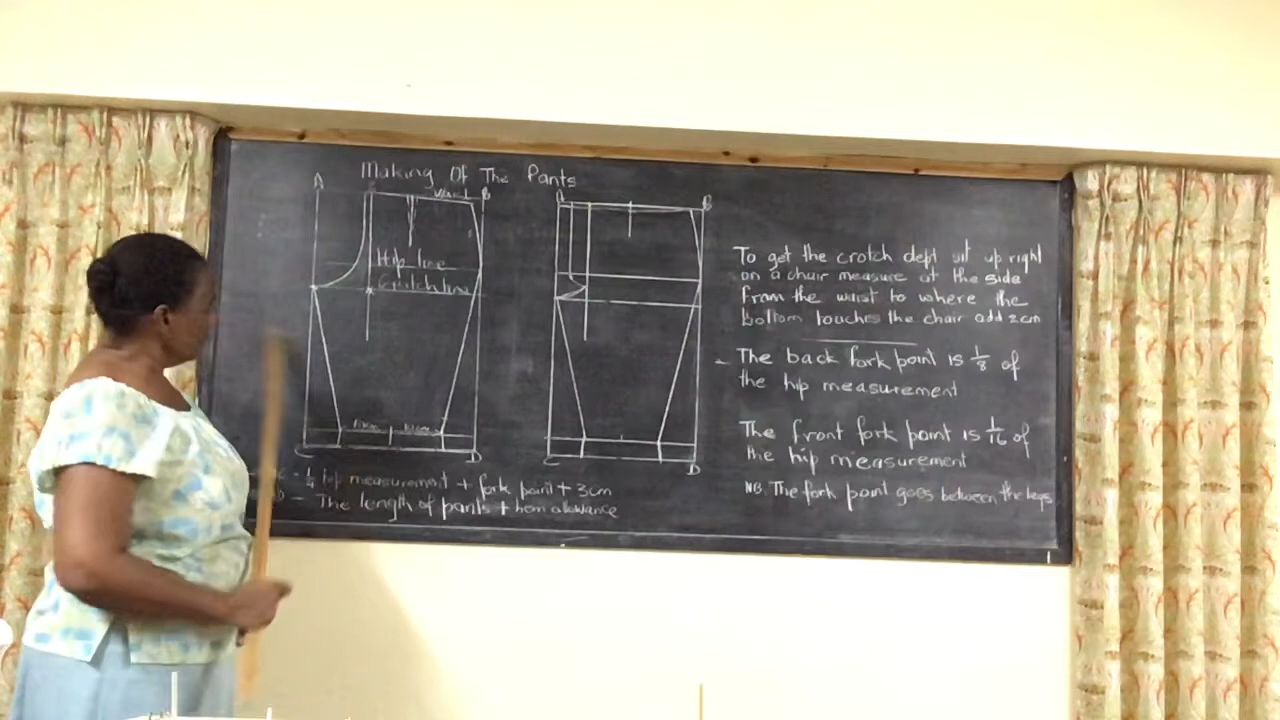 Making Of The Pants
A
B
Hip line
Crutch line
10cm
10cm
C
D
A
B
C
D
- 1/4 hip measurement + fork point + 3cm
- The length of pants + hem allowance
To get the crotch dept sit up right
on a chair measure at the side
from the waist to where the
bottom touches the chair add 2cm
- The back fork point is 1/8 of
the hip measurement
The front fork point is 1/16 of
the hip measurement
NB. The fork point goes between the legs